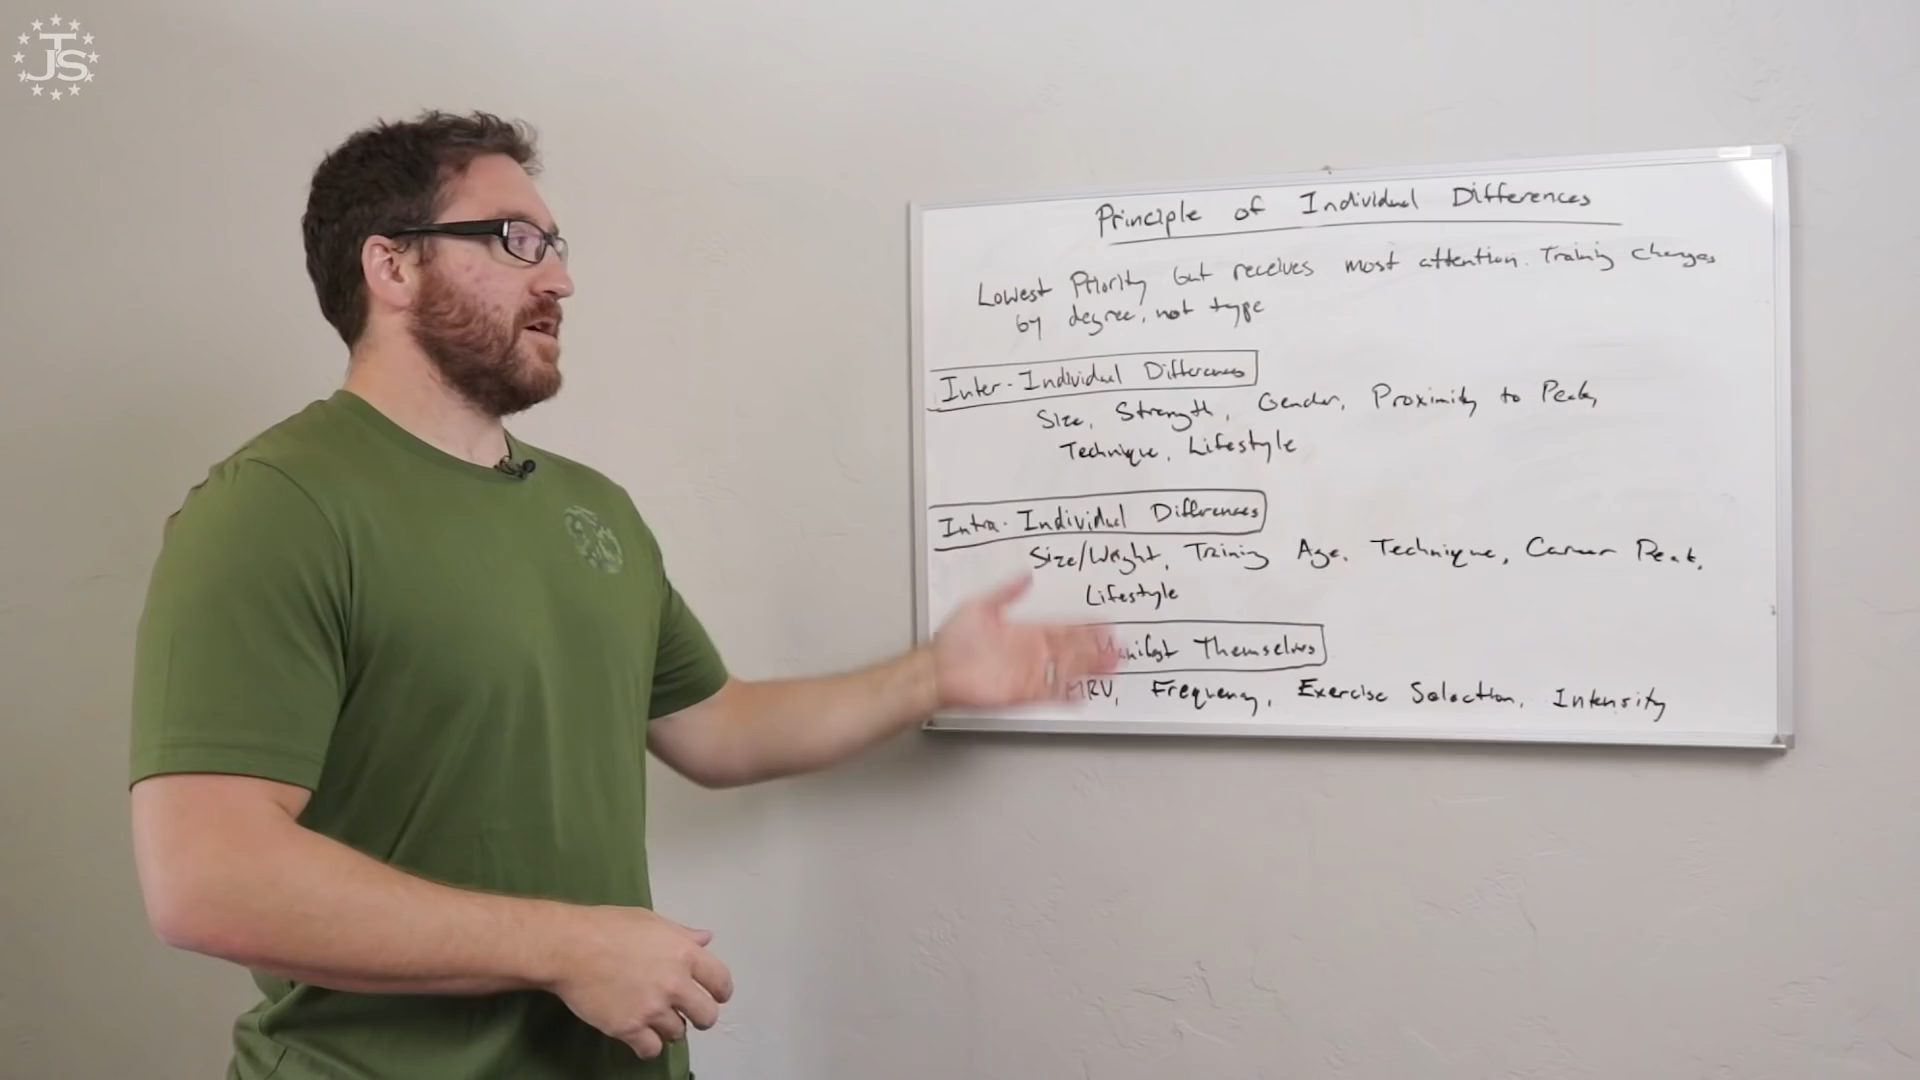 TJS
Principle of Individual Differences
Lowest Priority but receives most attention. Training changes
by degree, not type
Inter-Individual Differences
Size, Strength, Gender, Proximity to Peak,
Technique, Lifestyle
Intra-Individual Differences
Size/Weight, Training Age, Technique, Career Peak,
Lifestyle
Manifest Themselves
MRV, Frequency, Exercise Selection, Intensity